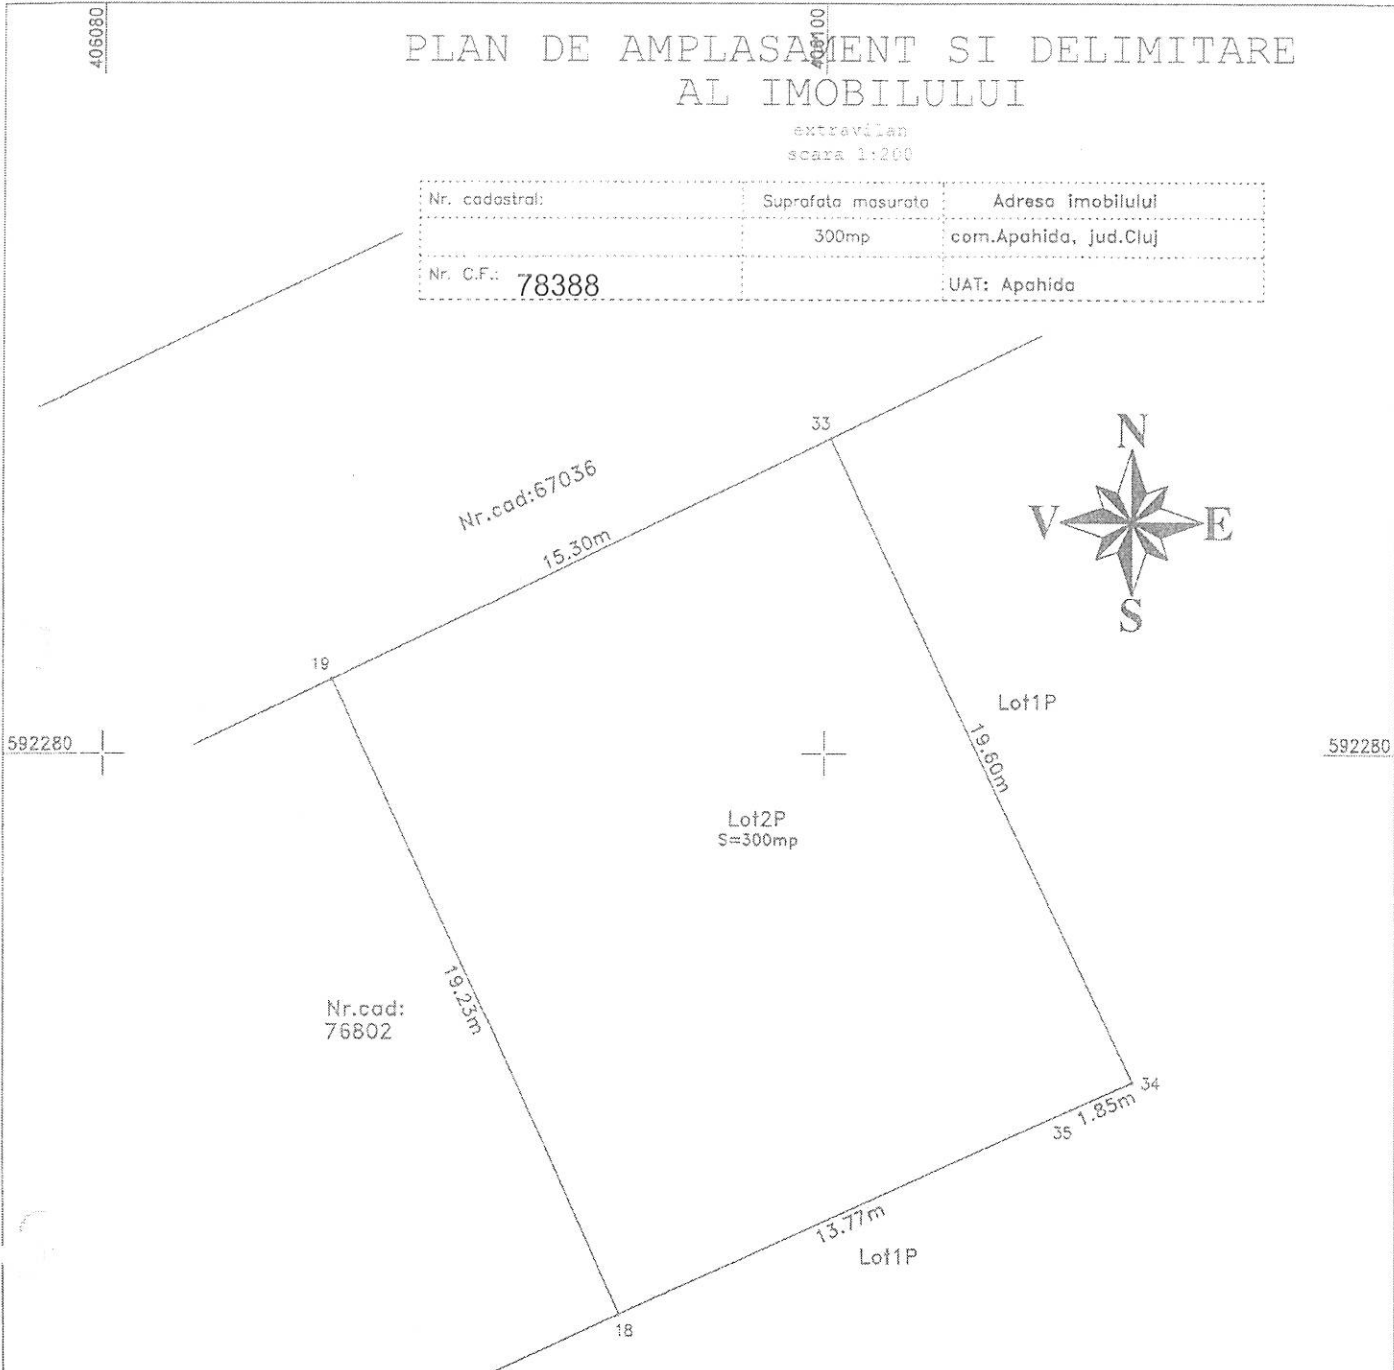 406080
406100
PLAN DE AMPLASAMENT SI DELIMITARE
AL IMOBILULUI
extravilan
scara 1:200
Nr. cadastral:
Suprafata masurata
Adresa imobilului
300mp
com.Apahida, jud.Cluj
Nr. C.F.: 78388
UAT: Apahida
33
N
Nr.cad:67036
V
E
15.30m
S
19
Lot1P
592280
592280
19.60m
Lot2P
S=300mp
19.23m
Nr.cad:
76802
34
1.85m
35
13.77m
Lot1P
18